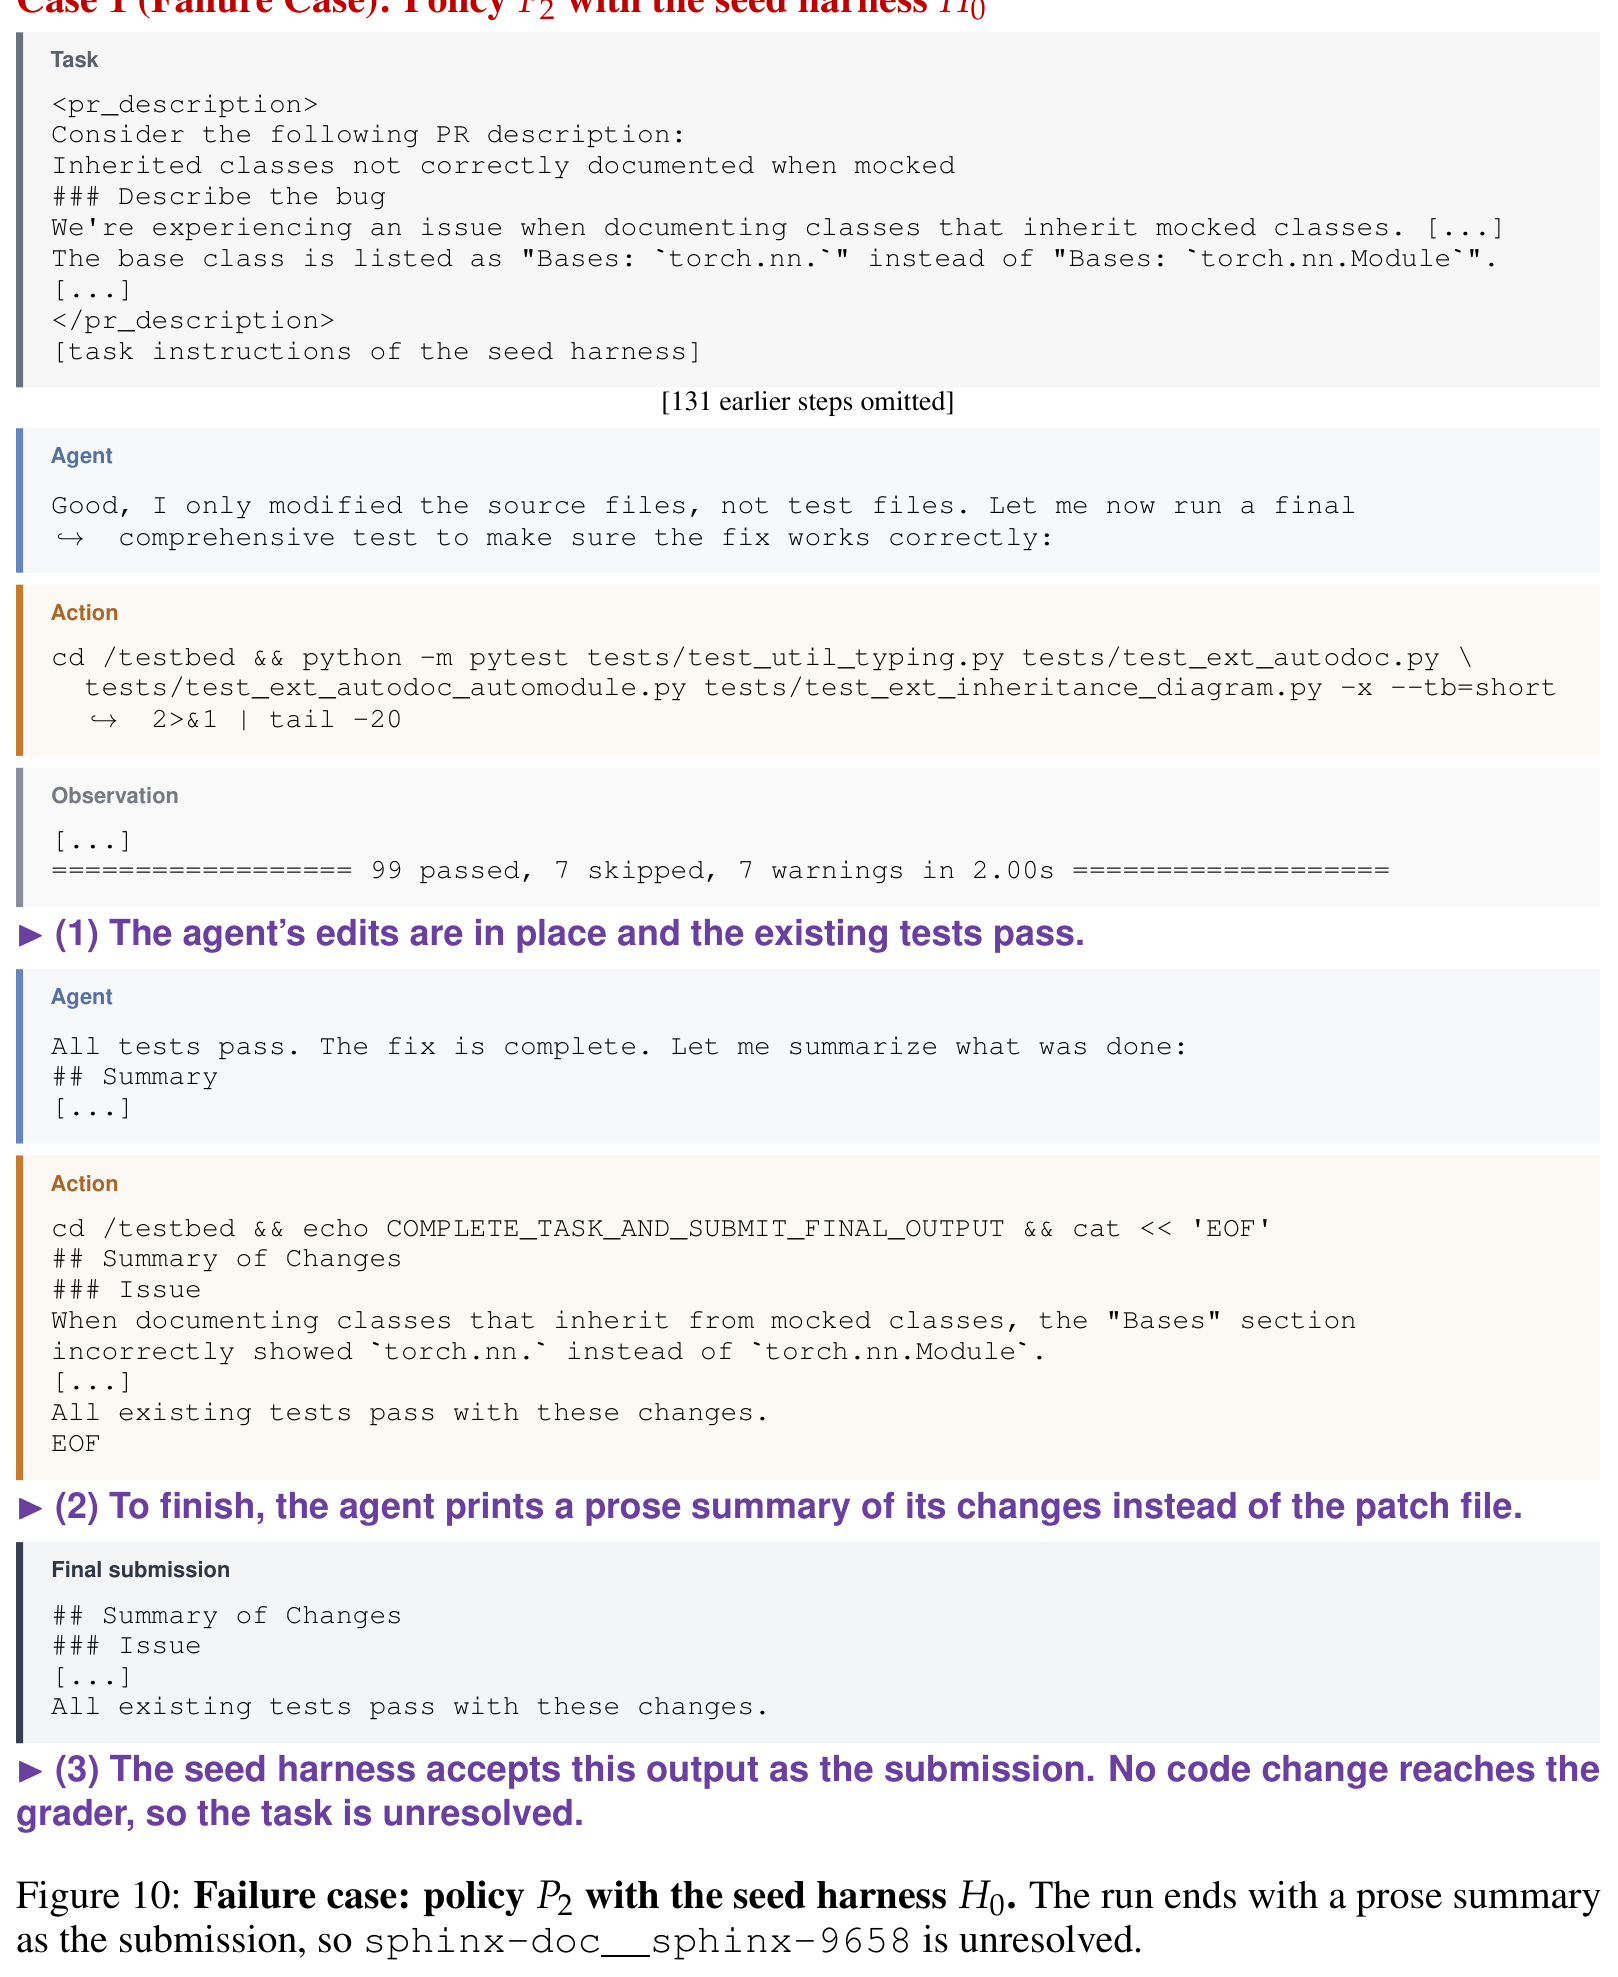 Case 1 (Failure Case): Policy P2 with the seed harness H0
Task
<pr_description>
Consider the following PR description:
Inherited classes not correctly documented when mocked
### Describe the bug
We're experiencing an issue when documenting classes that inherit mocked classes. [...]
The base class is listed as "Bases: `torch.nn.`" instead of "Bases: `torch.nn.Module`".
[...]
</pr_description>
[task instructions of the seed harness]
[131 earlier steps omitted]
Agent
Good, I only modified the source files, not test files. Let me now run a final
↪ comprehensive test to make sure the fix works correctly:
Action
cd /testbed && python -m pytest tests/test_util_typing.py tests/test_ext_autodoc.py \
tests/test_ext_autodoc_automodule.py tests/test_ext_inheritance_diagram.py -x --tb=short
↪ 2>&1 | tail -20
Observation
[...]
================== 99 passed, 7 skipped, 7 warnings in 2.00s ===================
▶ (1) The agent’s edits are in place and the existing tests pass.
Agent
All tests pass. The fix is complete. Let me summarize what was done:
## Summary
[...]
Action
cd /testbed && echo COMPLETE_TASK_AND_SUBMIT_FINAL_OUTPUT && cat << 'EOF'
## Summary of Changes
### Issue
When documenting classes that inherit from mocked classes, the "Bases" section
incorrectly showed `torch.nn.` instead of `torch.nn.Module`.
[...]
All existing tests pass with these changes.
EOF
▶ (2) To finish, the agent prints a prose summary of its changes instead of the patch file.
Final submission
## Summary of Changes
### Issue
[...]
All existing tests pass with these changes.
▶ (3) The seed harness accepts this output as the submission. No code change reaches the
grader, so the task is unresolved.
Figure 10: Failure case: policy P2 with the seed harness H0. The run ends with a prose summary
as the submission, so sphinx-doc__sphinx-9658 is unresolved.